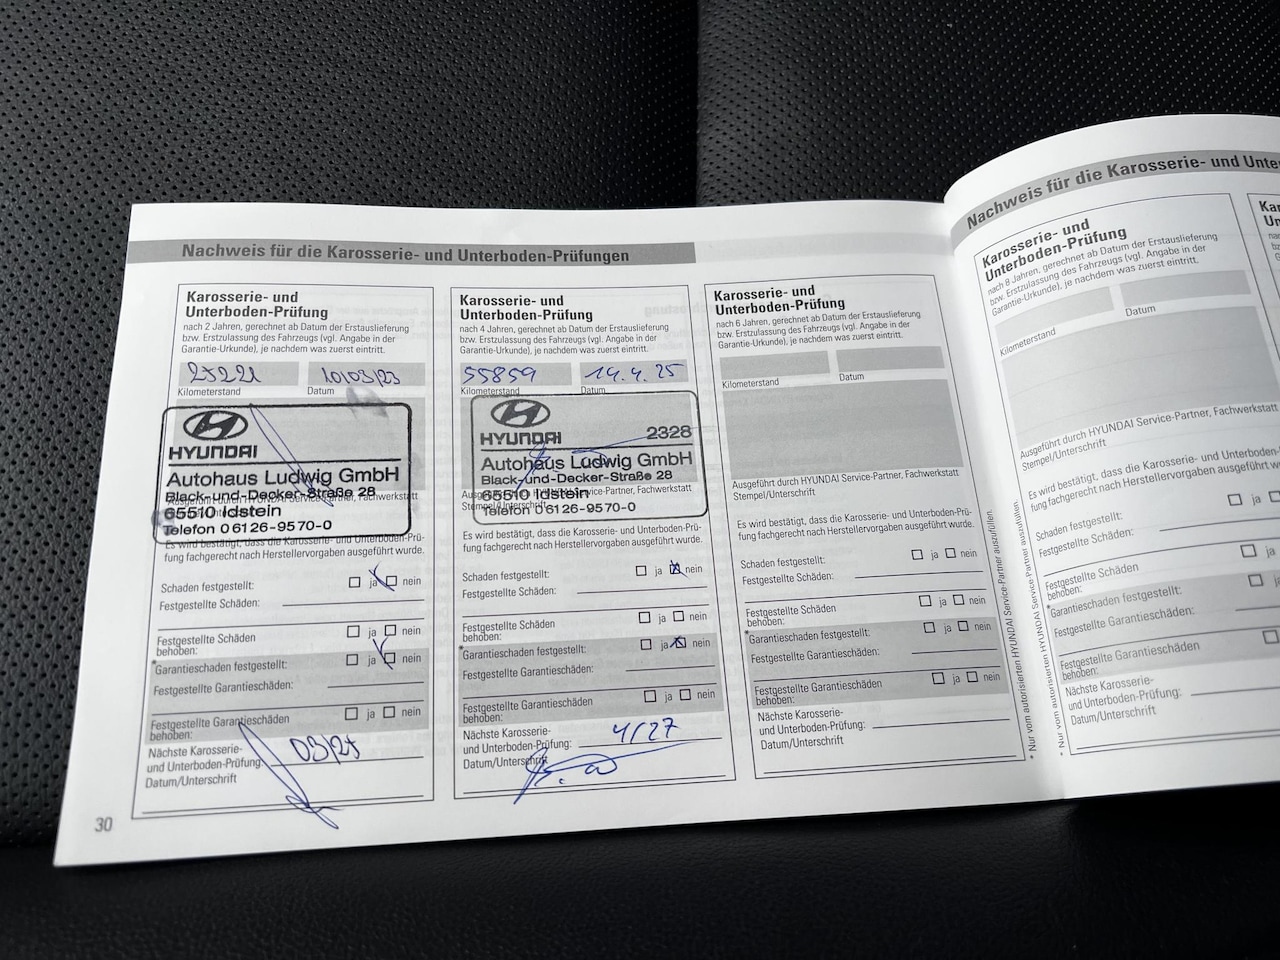 Nachweis für die Karosserie- und Unterboden-Prüfungen
Karosserie- und
Unterboden-Prüfung
nach 2 Jahren, gerechnet ab Datum der Erstauslieferung
bzw. Erstzulassung des Fahrzeugs (vgl. Angabe in der
Garantie-Urkunde), je nachdem was zuerst eintritt.
10/03/23
Kilometerstand Datum
HYUNDAI
Autohaus Ludwig GmbH
Black-und-Decker-Straße 28
65510 Idstein
Telefon 06126-9570-0
Es wird bestätigt, dass die Karosserie- und Unterboden-Prü-
fung fachgerecht nach Herstellervorgaben ausgeführt wurde.
Schaden festgestellt: ja nein
Festgestellte Schäden:
Festgestellte Schäden ja nein
behoben:
*Garantieschaden festgestellt: ja nein
Festgestellte Garantieschäden:
Festgestellte Garantieschäden ja nein
behoben:
Nächste Karosserie-
und Unterboden-Prüfung:
Datum/Unterschrift
30
Karosserie- und
Unterboden-Prüfung
nach 4 Jahren, gerechnet ab Datum der Erstauslieferung
bzw. Erstzulassung des Fahrzeugs (vgl. Angabe in der
Garantie-Urkunde), je nachdem was zuerst eintritt.
55859 14.4.25
Kilometerstand Datum
HYUNDAI 2328
Autohaus Ludwig GmbH
Black-und-Decker-Straße 28
65510 Idstein
Telefon 06126-9570-0
Es wird bestätigt, dass die Karosserie- und Unterboden-Prü-
fung fachgerecht nach Herstellervorgaben ausgeführt wurde.
Schaden festgestellt: ja nein
Festgestellte Schäden:
Festgestellte Schäden ja nein
behoben:
*Garantieschaden festgestellt: ja nein
Festgestellte Garantieschäden:
Festgestellte Garantieschäden ja nein
behoben:
Nächste Karosserie-
und Unterboden-Prüfung: 4/27
Datum/Unterschrift
Karosserie- und
Unterboden-Prüfung
nach 6 Jahren, gerechnet ab Datum der Erstauslieferung
bzw. Erstzulassung des Fahrzeugs (vgl. Angabe in der
Garantie-Urkunde), je nachdem was zuerst eintritt.
Kilometerstand Datum
Ausgeführt durch HYUNDAI Service-Partner, Fachwerkstatt
Stempel/Unterschrift
Es wird bestätigt, dass die Karosserie- und Unterboden-Prü-
fung fachgerecht nach Herstellervorgaben ausgeführt wurde.
Schaden festgestellt: ja nein
Festgestellte Schäden:
Festgestellte Schäden ja nein
behoben:
*Garantieschaden festgestellt: ja nein
Festgestellte Garantieschäden:
Festgestellte Garantieschäden ja nein
behoben:
Nächste Karosserie-
und Unterboden-Prüfung:
Datum/Unterschrift
* Nur vom autorisierten HYUNDAI Service-Partner auszufüllen.
Nachweis für die Karosserie- und Unte
Karosserie- und
Unterboden-Prüfung
nach 8 Jahren, gerechnet ab Datum der Erstauslieferung
bzw. Erstzulassung des Fahrzeugs (vgl. Angabe in der
Garantie-Urkunde), je nachdem was zuerst eintritt.
Kilometerstand Datum
Ausgeführt durch HYUNDAI Service-Partner, Fachwerkstatt
Stempel/Unterschrift
Es wird bestätigt, dass die Karosserie- und Unterboden-
fung fachgerecht nach Herstellervorgaben ausgeführt w
Schaden festgestellt: ja
Festgestellte Schäden:
Festgestellte Schäden ja
behoben:
*Garantieschaden festgestellt:
Festgestellte Garantieschäden:
Festgestellte Garantieschäden
behoben:
Nächste Karosserie-
und Unterboden-Prüfung:
Datum/Unterschrift
* Nur vom autorisierten HYUNDAI Service-Partner auszufüllen.